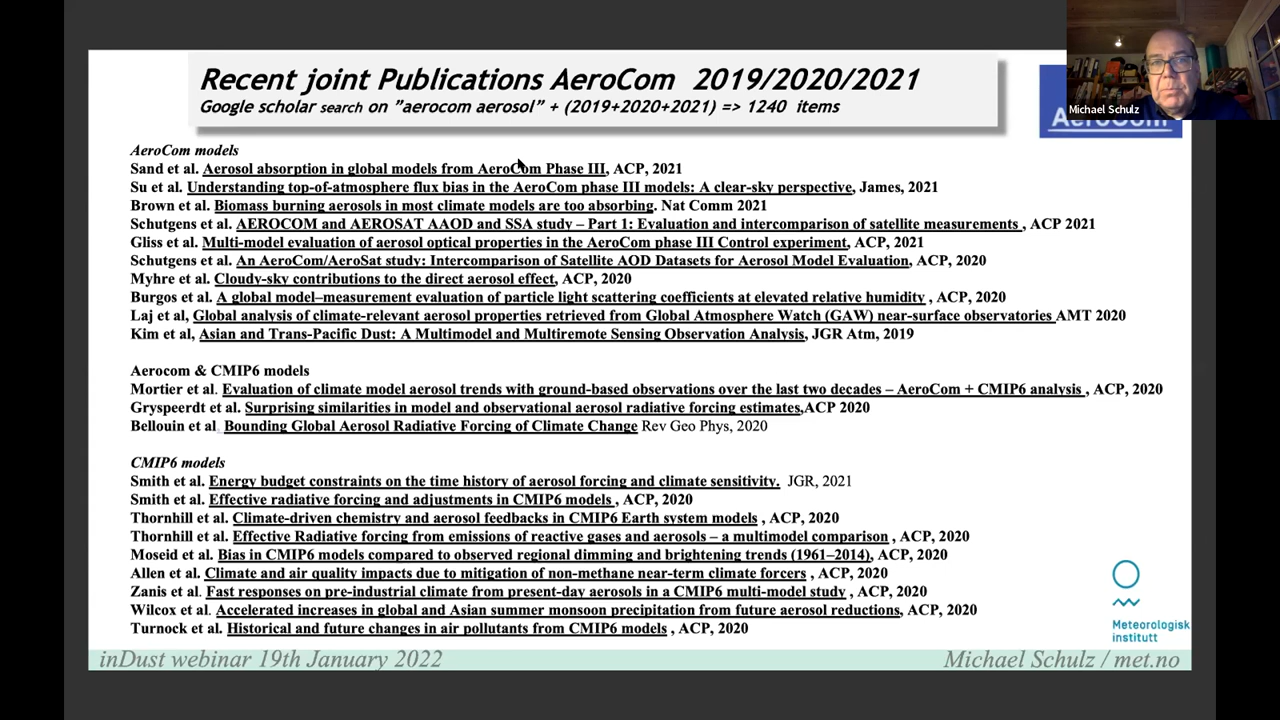 Recent joint Publications AeroCom 2019/2020/2021
Google scholar search on ”aerocom aerosol” + (2019+2020+2021) => 1240 items
Michael Schulz
AeroCom
AeroCom models
Sand et al. Aerosol absorption in global models from AeroCom Phase III, ACP, 2021
Su et al. Understanding top-of-atmosphere flux bias in the AeroCom phase III models: A clear-sky perspective, James, 2021
Brown et al. Biomass burning aerosols in most climate models are too absorbing. Nat Comm 2021
Schutgens et al. AEROCOM and AEROSAT AAOD and SSA study – Part 1: Evaluation and intercomparison of satellite measurements , ACP 2021
Gliss et al. Multi-model evaluation of aerosol optical properties in the AeroCom phase III Control experiment, ACP, 2021
Schutgens et al. An AeroCom/AeroSat study: Intercomparison of Satellite AOD Datasets for Aerosol Model Evaluation, ACP, 2020
Myhre et al. Cloudy-sky contributions to the direct aerosol effect, ACP, 2020
Burgos et al. A global model–measurement evaluation of particle light scattering coefficients at elevated relative humidity , ACP, 2020
Laj et al, Global analysis of climate-relevant aerosol properties retrieved from Global Atmosphere Watch (GAW) near-surface observatories AMT 2020
Kim et al, Asian and Trans-Pacific Dust: A Multimodel and Multiremote Sensing Observation Analysis, JGR Atm, 2019
Aerocom & CMIP6 models
Mortier et al. Evaluation of climate model aerosol trends with ground-based observations over the last two decades – AeroCom + CMIP6 analysis , ACP, 2020
Gryspeerdt et al. Surprising similarities in model and observational aerosol radiative forcing estimates,ACP 2020
Bellouin et al. Bounding Global Aerosol Radiative Forcing of Climate Change Rev Geo Phys, 2020
CMIP6 models
Smith et al. Energy budget constraints on the time history of aerosol forcing and climate sensitivity. JGR, 2021
Smith et al. Effective radiative forcing and adjustments in CMIP6 models , ACP, 2020
Thornhill et al. Climate-driven chemistry and aerosol feedbacks in CMIP6 Earth system models , ACP, 2020
Thornhill et al. Effective Radiative forcing from emissions of reactive gases and aerosols – a multimodel comparison , ACP, 2020
Moseid et al. Bias in CMIP6 models compared to observed regional dimming and brightening trends (1961–2014), ACP, 2020
Allen et al. Climate and air quality impacts due to mitigation of non-methane near-term climate forcers , ACP, 2020
Zanis et al. Fast responses on pre-industrial climate from present-day aerosols in a CMIP6 multi-model study , ACP, 2020
Wilcox et al. Accelerated increases in global and Asian summer monsoon precipitation from future aerosol reductions, ACP, 2020
Turnock et al. Historical and future changes in air pollutants from CMIP6 models , ACP, 2020
Meteorologisk
institutt
inDust webinar 19th January 2022
Michael Schulz / met.no